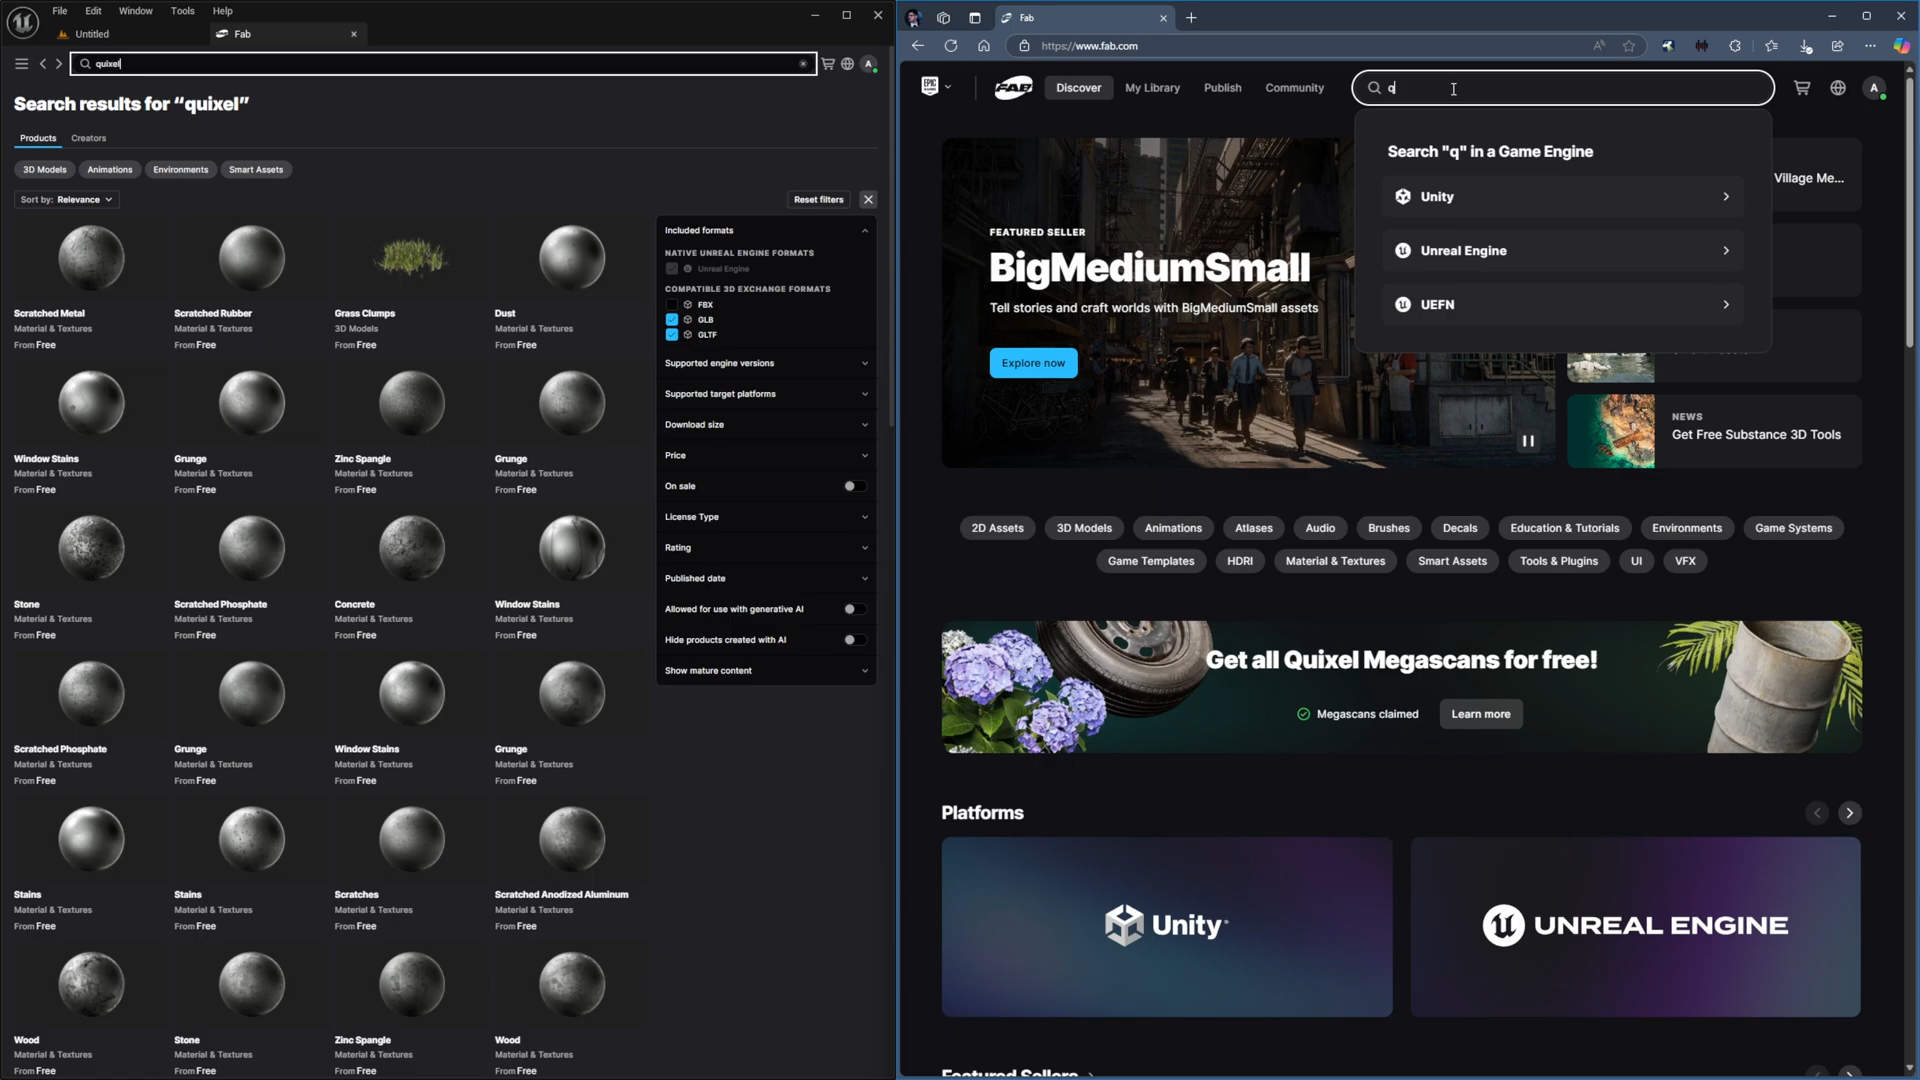 File Edit Window Tools Help
Untitled
Fab
quixel
A
Search results for “quixel”
Products Creators
3D Models Animations Environments Smart Assets
Sort by: Relevance
Reset filters
Scratched Metal
Material & Textures
From Free
Scratched Rubber
Material & Textures
From Free
Grass Clumps
3D Models
From Free
Dust
Material & Textures
From Free
Window Stains
Material & Textures
From Free
Grunge
Material & Textures
From Free
Zinc Spangle
Material & Textures
From Free
Grunge
Material & Textures
From Free
Stone
Material & Textures
From Free
Scratched Phosphate
Material & Textures
From Free
Concrete
Material & Textures
From Free
Window Stains
Material & Textures
From Free
Scratched Phosphate
Material & Textures
From Free
Grunge
Material & Textures
From Free
Window Stains
Material & Textures
From Free
Grunge
Material & Textures
From Free
Stains
Material & Textures
From Free
Stains
Material & Textures
From Free
Scratches
Material & Textures
From Free
Scratched Anodized Aluminum
Material & Textures
From Free
Wood
Material & Textures
From Free
Stone
Material & Textures
From Free
Zinc Spangle
Material & Textures
From Free
Wood
Material & Textures
From Free
Included formats
NATIVE UNREAL ENGINE FORMATS
Unreal Engine
COMPATIBLE 3D EXCHANGE FORMATS
FBX
GLB
GLTF
Supported engine versions
Supported target platforms
Download size
Price
On sale
License Type
Rating
Published date
Allowed for use with generative AI
Hide products created with AI
Show mature content
Fab
https://www.fab.com
EPIC GAMES
FAB
Discover My Library Publish Community
q
A
Search "q" in a Game Engine
Unity
Unreal Engine
UEFN
Village Me...
FEATURED SELLER
BigMediumSmall
Tell stories and craft worlds with BigMediumSmall assets
Explore now
NEWS
Get Free Substance 3D Tools
2D Assets 3D Models Animations Atlases Audio Brushes Decals Education & Tutorials Environments Game Systems
Game Templates HDRI Material & Textures Smart Assets Tools & Plugins UI VFX
Get all Quixel Megascans for free!
Megascans claimed
Learn more
Platforms
Unity
UNREAL ENGINE
Featured Sellers